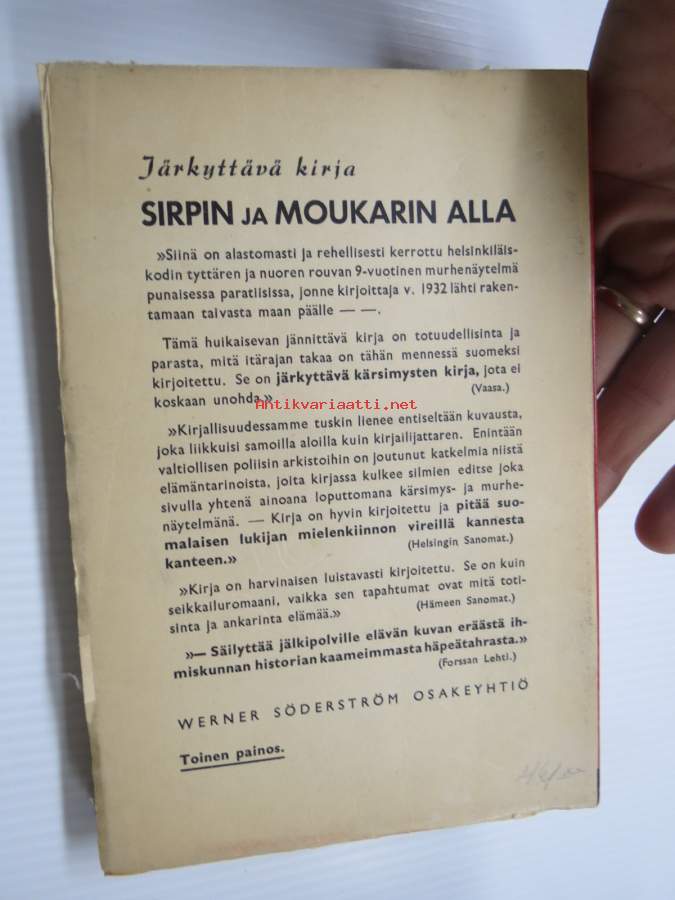 Järkyttävä kirja
SIRPIN JA MOUKARIN ALLA
»Siinä on alastomasti ja rehellisesti kerrottu helsinkiläis-
kodin tyttären ja nuoren rouvan 9-vuotinen murhenäytelmä
punaisessa paratiisissa, jonne kirjoittaja v. 1932 lähti raken-
tamaan taivasta maan päälle — —.
Tämä huikaisevan jännittävä kirja on totuudellisinta ja
parasta, mitä itärajan takaa on tähän mennessä suomeksi
kirjoitettu. Se on järkyttävä kärsimysten kirja, jota ei
koskaan unohda.» (Vaasa.)
Antikvariaatti.net
»Kirjallisuudessamme tuskin lienee entiseltään kuvausta,
joka liikkuisi samoilla aloilla kuin kirjailijattaren. Enintään
valtiollisen poliisin arkistoihin on joutunut katkelmia niistä
elämäntarinoista, joita kirjassa kulkee silmien editse joka
sivulla yhtenä ainoana loputtomana kärsimys- ja murhe-
näytelmänä. — Kirja on hyvin kirjoitettu ja pitää suo-
malaisen lukijan mielenkiinnon vireillä kannesta
kanteen.» (Helsingin Sanomat.)
»Kirja on harvinaisen luistavasti kirjoitettu. Se on kuin
seikkailuromaani, vaikka sen tapahtumat ovat mitä toti-
sinta ja ankarinta elämää.» (Hämeen Sanomat.)
»— Säilyttää jälkipolville elävän kuvan eräästä ih-
miskunnan historian kaameimmasta häpeätahrasta.»
(Forssan Lehti.)
WERNER SÖDERSTRÖM OSAKEYHTIÖ
Toinen painos.